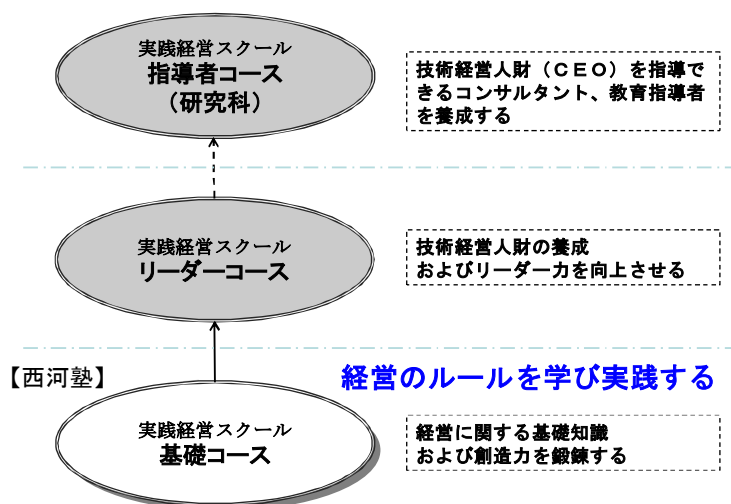 実践経営スクール
指導者コース
（研究科）
技術経営人財（ＣＥＯ）を指導で
きるコンサルタント、教育指導者
を養成する
実践経営スクール
リーダーコース
技術経営人財の養成
およびリーダー力を向上させる
【西河塾】
経営のルールを学び実践する
実践経営スクール
基礎コース
経営に関する基礎知識
および創造力を鍛錬する